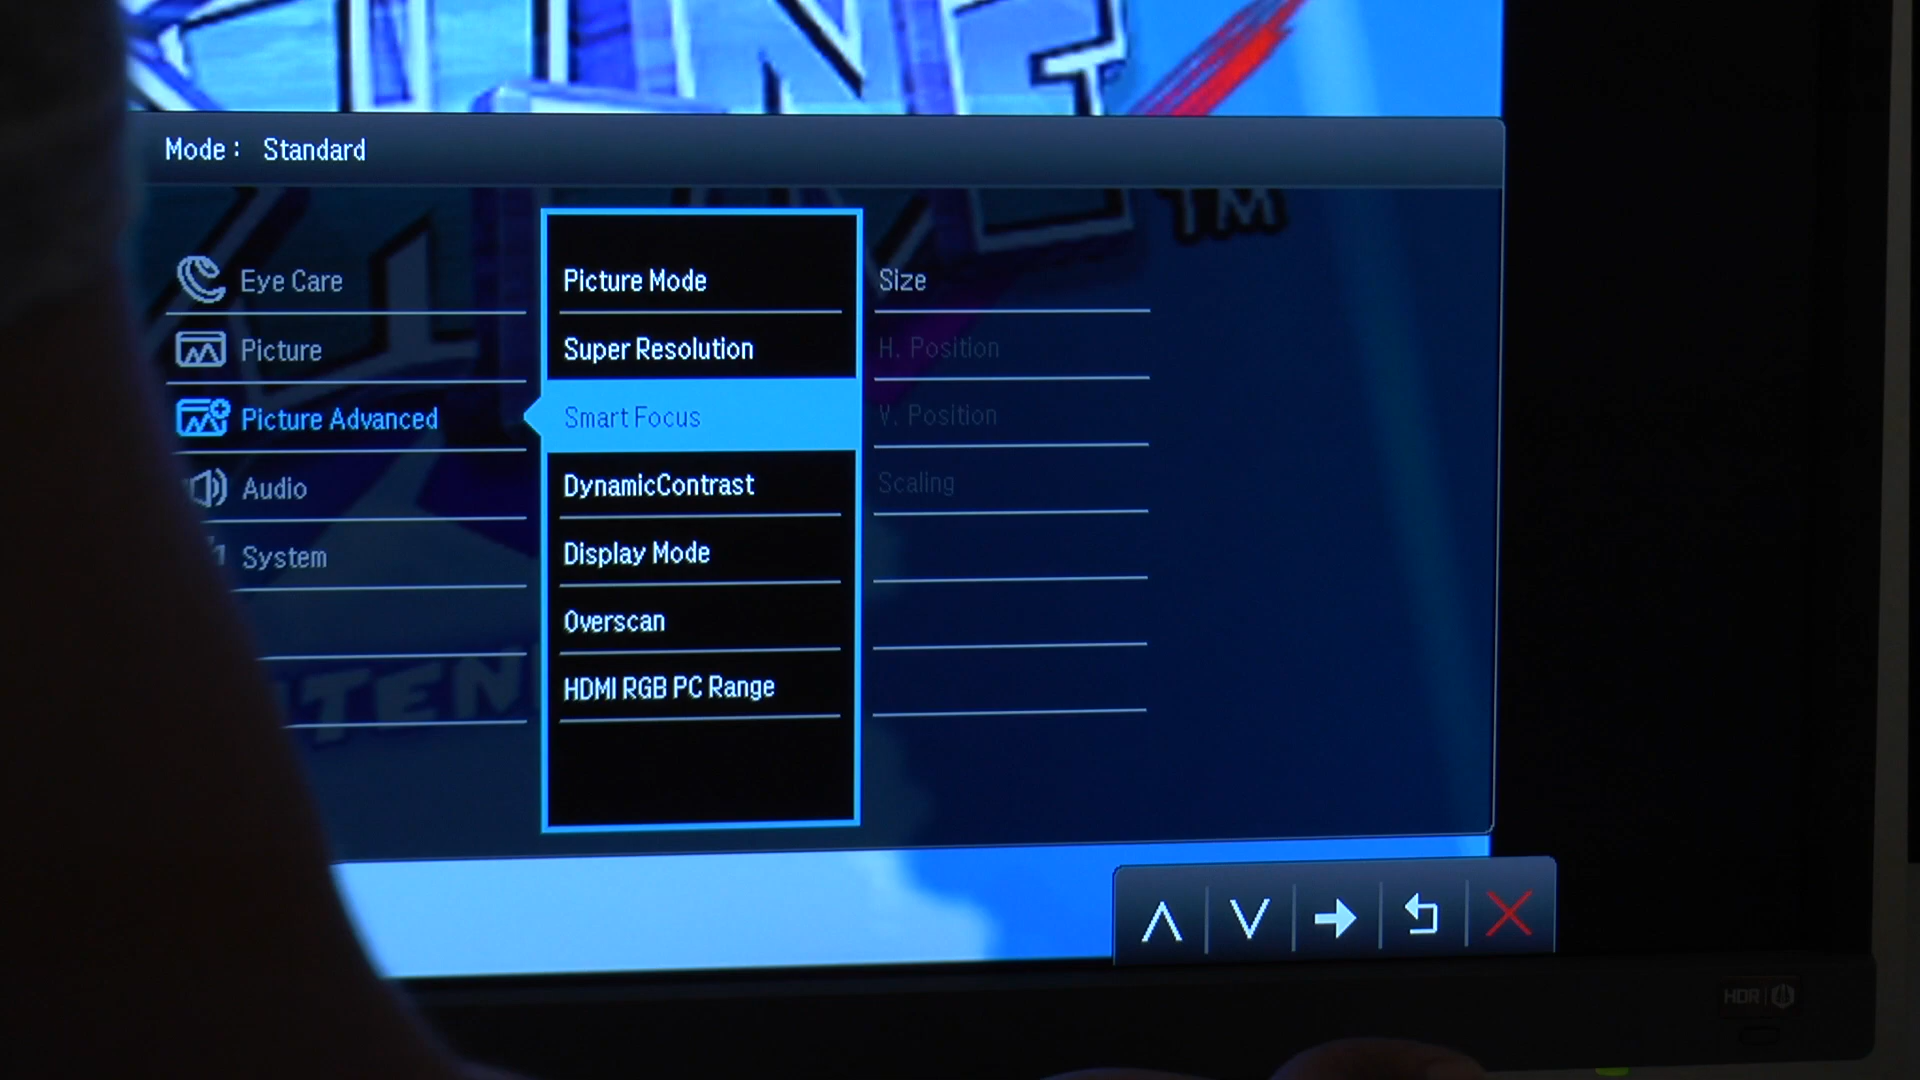 Mode: Standard
TM
Eye Care
Picture
Picture Advanced
Audio
System
Picture Mode
Super Resolution
Smart Focus
DynamicContrast
Display Mode
Overscan
HDMI RGB PC Range
Size
H. Position
V. Position
Scaling
HDR